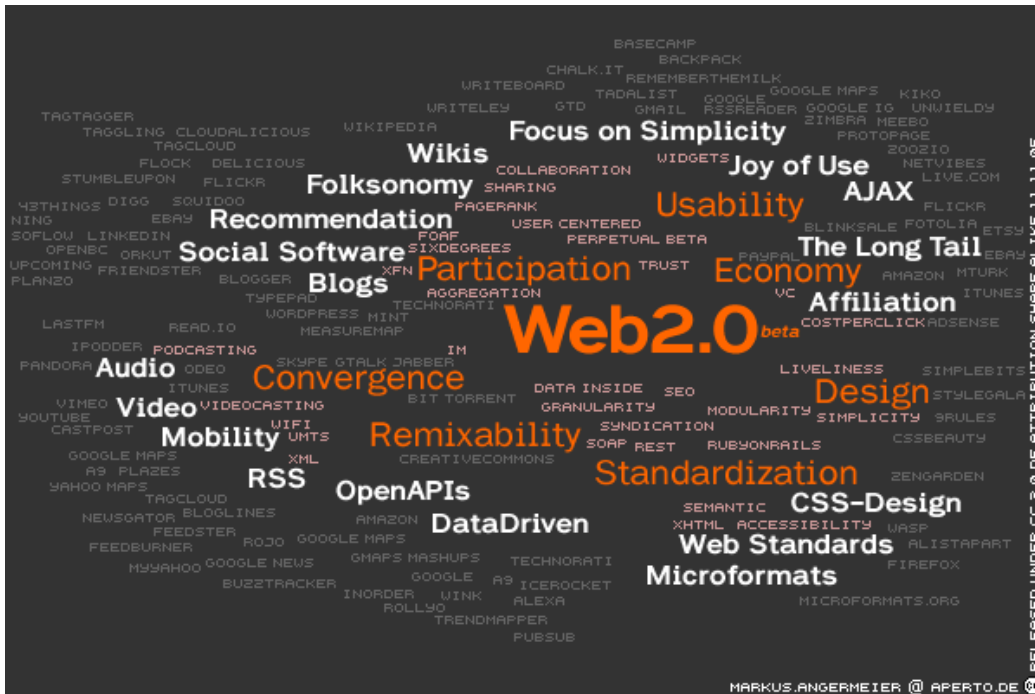 BASECAMP
BACKPACK
CHALK.IT
REMEMBERTHEMILK
WRITEBOARD
TADALIST
GOOGLE MAPS
KIKO
WRITELEY
GTD
GMAIL
GOOGLE RSSREADER
GOOGLE IG
UNWIELDY
TAGTAGGER
TAGGLING
CLOUDALICIOUS
WIKIPEDIA
Focus on Simplicity
ZIMBRA
MEEBO
PROTOPAGE
TAGCLOUD
Wikis
WIDGETS
Joy of Use
ZOOZIO
FLOCK
DELICIOUS
COLLABORATION
NETVIBES
STUMBLEUPON
FLICKR
Folksonomy
SHARING
AJAX
LIVE.COM
43THINGS
DIGG
SQUIDOO
PAGERANK
Usability
FLICKR
NING
EBAY
Recommendation
USER CENTERED
BLINKSALE
FOTOLIA
ETSY
SOFLOW
LINKEDIN
FOAF
PERPETUAL BETA
OPENBC
ORKUT
Social Software
SIXDEGREES
PAYPAL
The Long Tail
EBAY
UPCOMING
FRIENDSTER
XFN
Participation
TRUST
Economy
AMAZON
MTURK
PLANZO
BLOGGER
Blogs
TYPEPAD
AGGREGATION
VC
Affiliation
ITUNES
TECHNORATI
WORDPRESS
MINT
LASTFM
READ.IO
MEASUREMAP
Web2.0 beta
COSTPERCLICK
ADSENSE
IPODDER
PODCASTING
IM
PANDORA
Audio
ODEO
SKYPE
GTALK
JABBER
LIVELINESS
SIMPLEBITS
ITUNES
Convergence
DATA INSIDE
SEO
Design
STYLEGALA
VIMEO
Video
VIDEOCASTING
BIT TORRENT
GRANULARITY
MODULARITY
SIMPLICITY
9RULES
YOUTUBE
CASTPOST
Mobility
WIFI
UMTS
Remixability
SYNDICATION
SOAP
REST
RUBYONRAILS
CSSBEAUTY
GOOGLE MAPS
XML
CREATIVECOMMONS
A9
PLAZES
RSS
Standardization
ZENGARDEN
YAHOO MAPS
TAGCLOUD
OpenAPIs
SEMANTIC
CSS-Design
NEWSGATOR
BLOGLINES
AMAZON
DataDriven
XHTML
ACCESSIBILITY
WASP
FEEDSTER
ROJO
GOOGLE MAPS
Web Standards
ALISTAPART
FEEDBURNER
GMAPS MASHUPS
TECHNORATI
FIREFOX
MYYAHOO
GOOGLE NEWS
GOOGLE
A9
ICEROCKET
Microformats
BUZZTRACKER
INORDER
WINK
ALEXA
MICROFORMATS.ORG
ROLLYO
TRENDMAPPER
PUBSUB
MARKUS.ANGERMEIER @ APERTO.DE